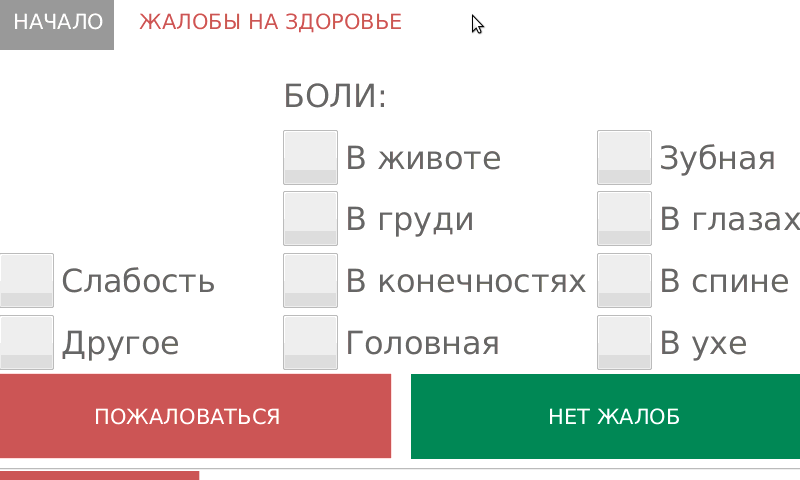 НАЧАЛО ЖАЛОБЫ НА ЗДОРОВЬЕ
БОЛИ:
В животе Зубная
В груди В глазах
Слабость В конечностях В спине
Другое Головная В ухе
ПОЖАЛОВАТЬСЯ НЕТ ЖАЛОБ